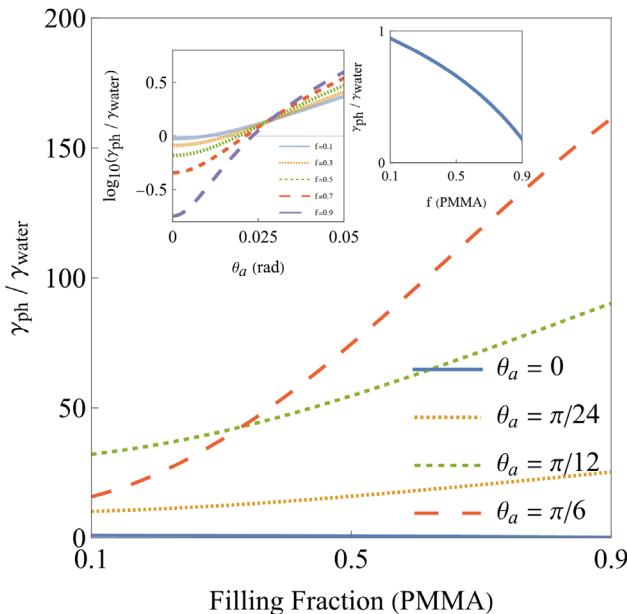 200
150
100
50
0
γph / γwater
0.1
0.5
0.9
Filling Fraction (PMMA)
θa = 0
θa = π/24
θa = π/12
θa = π/6
log10(γph / γwater)
0.5
0
−0.5
0
0.025
0.05
θa (rad)
f=0.1
f=0.3
f=0.5
f=0.7
f=0.9
γph / γwater
1
0
0.1
0.5
0.9
f (PMMA)